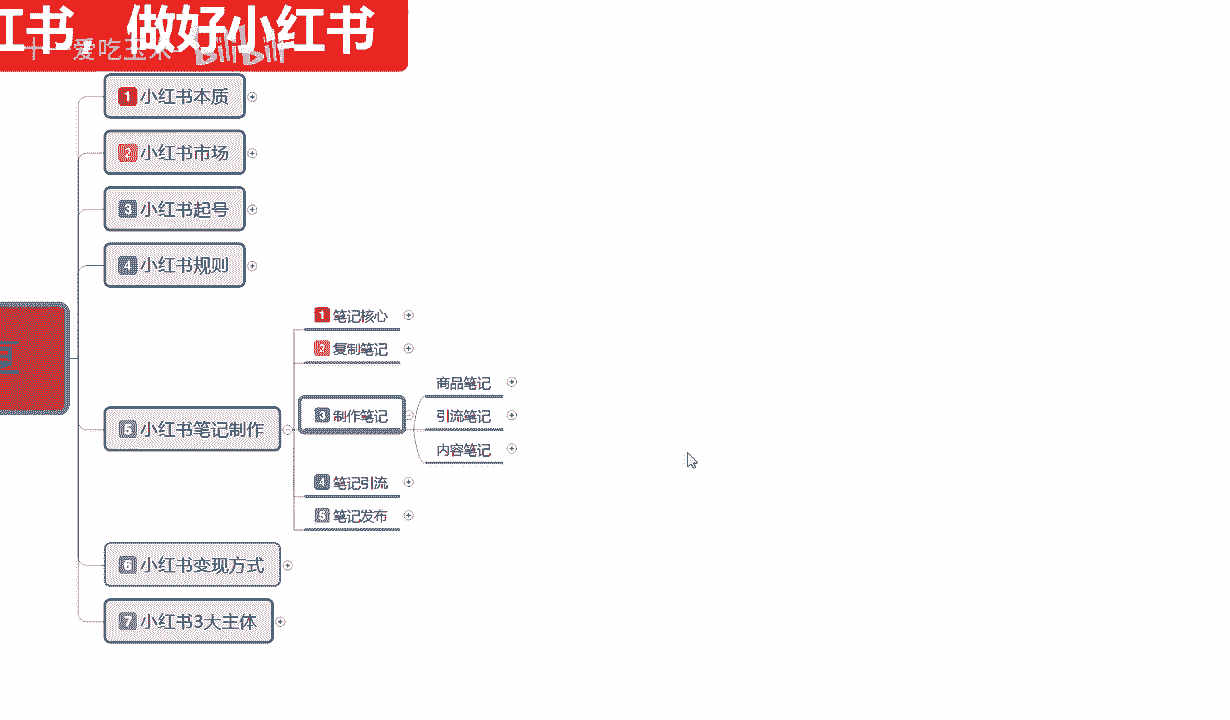 红书 做好小红书
爱吃玉米 bilibili
1 小红书本质
2 小红书市场
3 小红书起号
4 小红书规则
5 小红书笔记制作
1 笔记核心
2 复制笔记
3 制作笔记
商品笔记
引流笔记
内容笔记
4 笔记引流
5 笔记发布
6 小红书变现方式
7 小红书3大主体